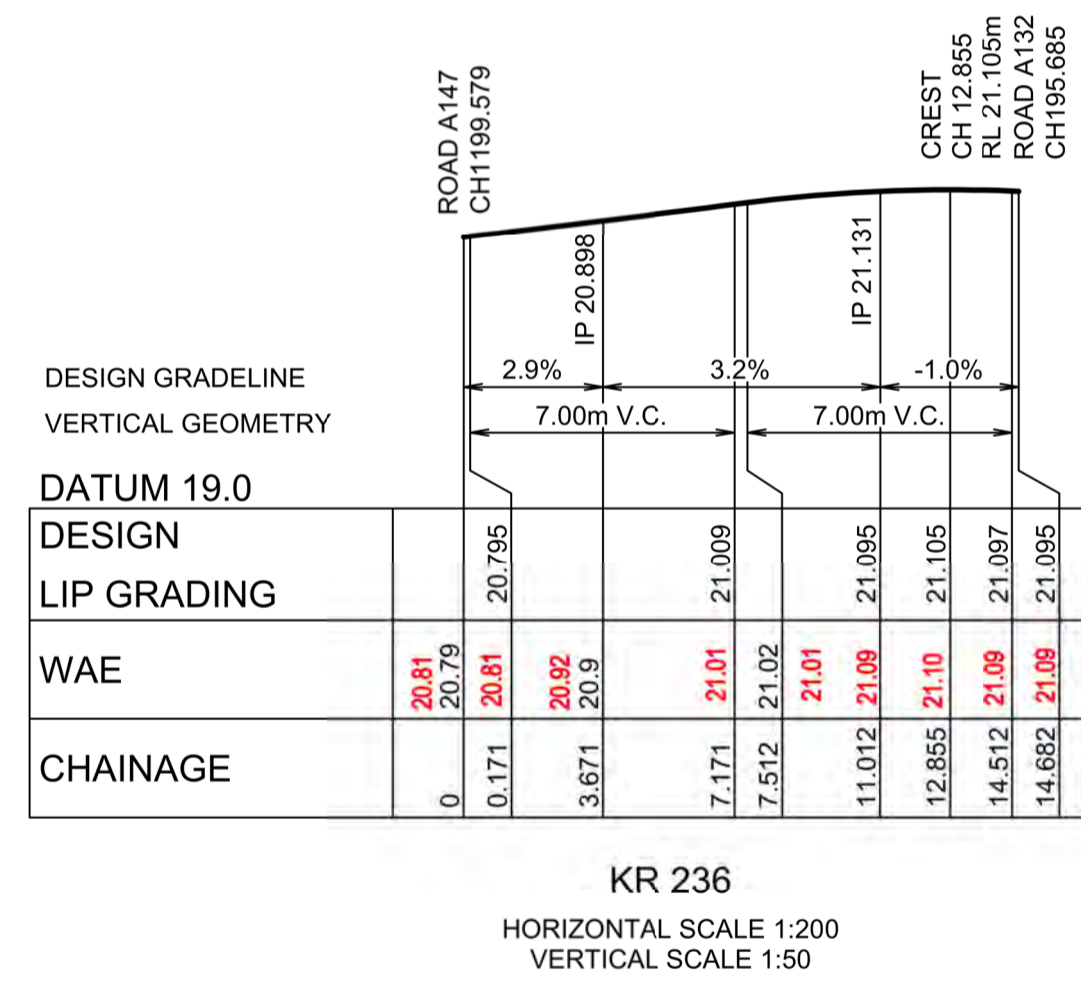 ROAD A147
CH1199.579
CREST
CH 12.855
RL 21.105m
ROAD A132
CH195.685
IP 20.898
IP 21.131
DESIGN GRADELINE
2.9%
3.2%
-1.0%
VERTICAL GEOMETRY
7.00m V.C.
7.00m V.C.
DATUM 19.0
DESIGN
LIP GRADING
20.795
21.009
21.095
21.105
21.097
21.095
WAE
20.81
20.79
20.81
20.92
20.9
21.01
21.02
21.01
21.09
21.10
21.09
21.09
CHAINAGE
0
0.171
3.671
7.171
7.512
11.012
12.855
14.512
14.682
KR 236
HORIZONTAL SCALE 1:200
VERTICAL SCALE 1:50